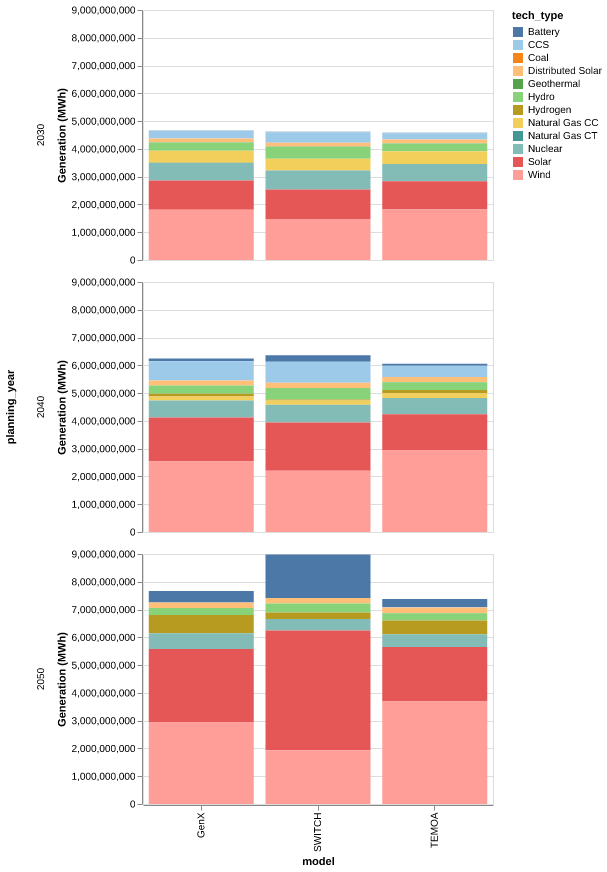 tech_type
Battery
CCS
Coal
Distributed Solar
Geothermal
Hydro
Hydrogen
Natural Gas CC
Natural Gas CT
Nuclear
Solar
Wind
planning_year
2030
Generation (MWh)
9,000,000,000
8,000,000,000
7,000,000,000
6,000,000,000
5,000,000,000
4,000,000,000
3,000,000,000
2,000,000,000
1,000,000,000
0
2040
Generation (MWh)
9,000,000,000
8,000,000,000
7,000,000,000
6,000,000,000
5,000,000,000
4,000,000,000
3,000,000,000
2,000,000,000
1,000,000,000
0
2050
Generation (MWh)
9,000,000,000
8,000,000,000
7,000,000,000
6,000,000,000
5,000,000,000
4,000,000,000
3,000,000,000
2,000,000,000
1,000,000,000
0
GenX
SWITCH
TEMOA
model